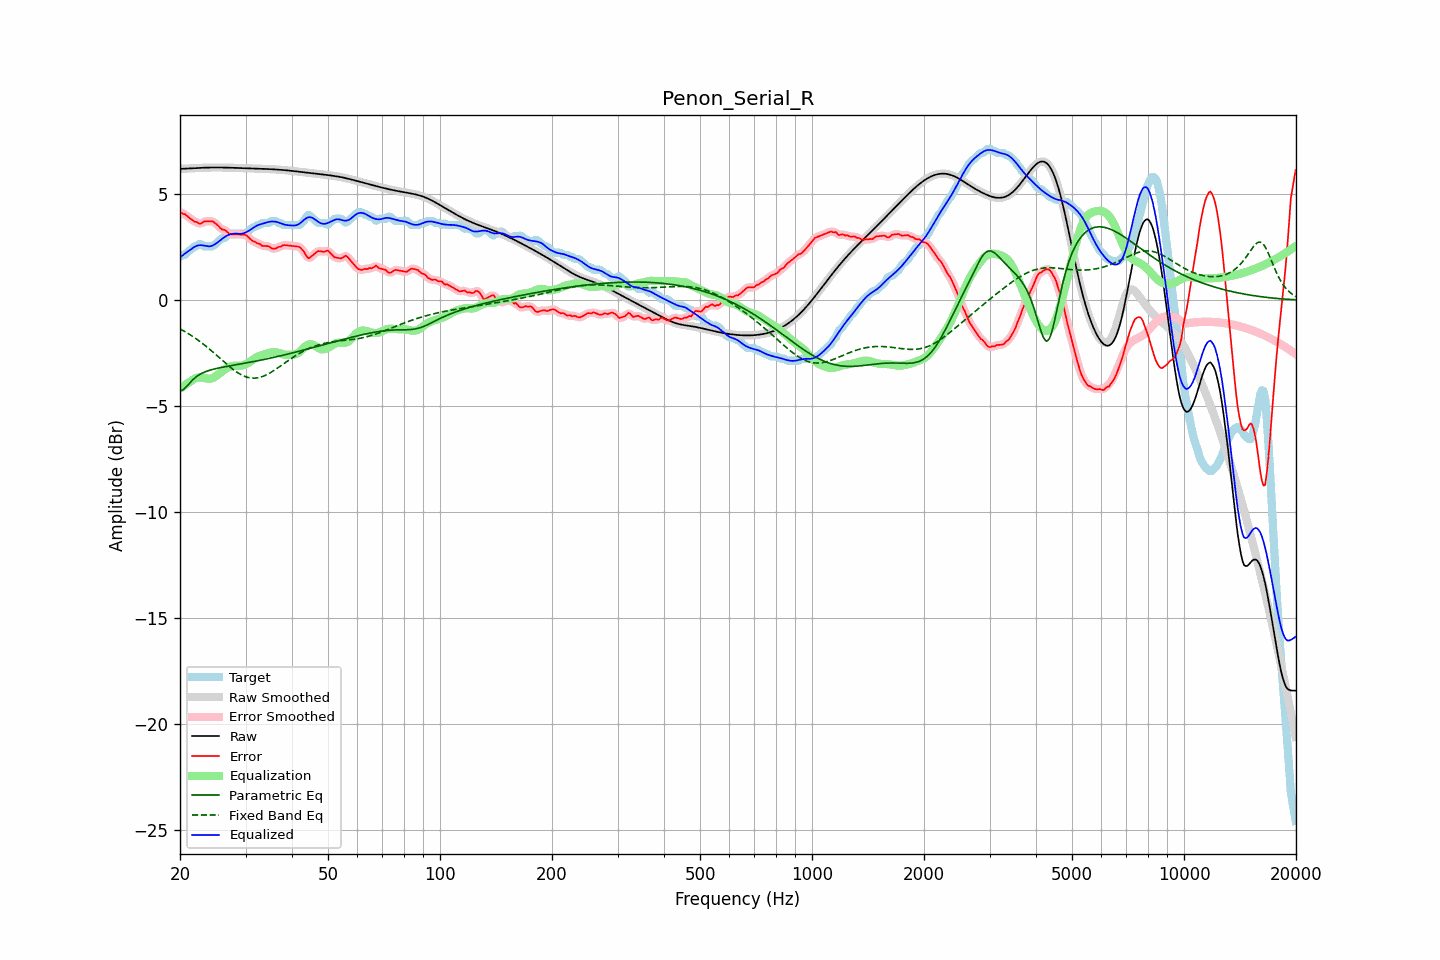 Penon_Serial_R
Amplitude (dBr)
5
0
−5
−10
−15
−20
−25
Target
Raw Smoothed
Error Smoothed
Raw
Error
Equalization
Parametric Eq
Fixed Band Eq
Equalized
20 50 100 200 500 1000 2000 5000 10000 20000
Frequency (Hz)